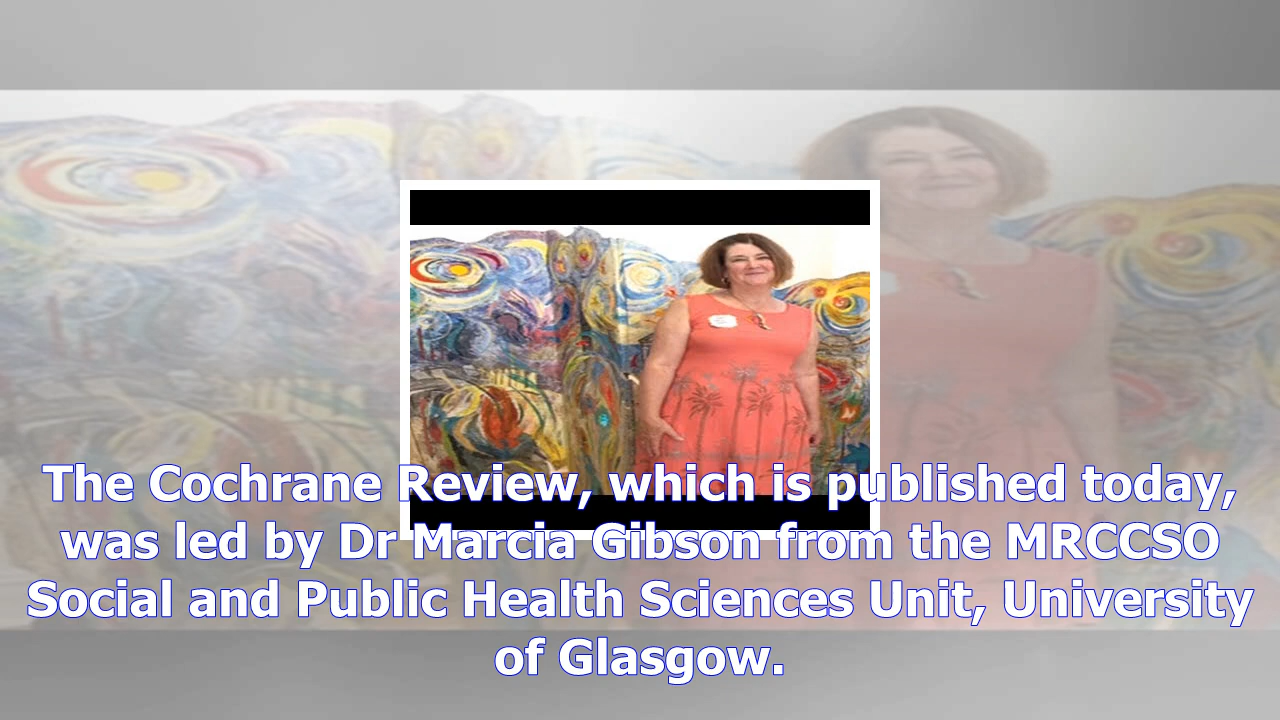 The Cochrane Review, which is published today,
was led by Dr Marcia Gibson from the MRCCSO
Social and Public Health Sciences Unit, University
of Glasgow.